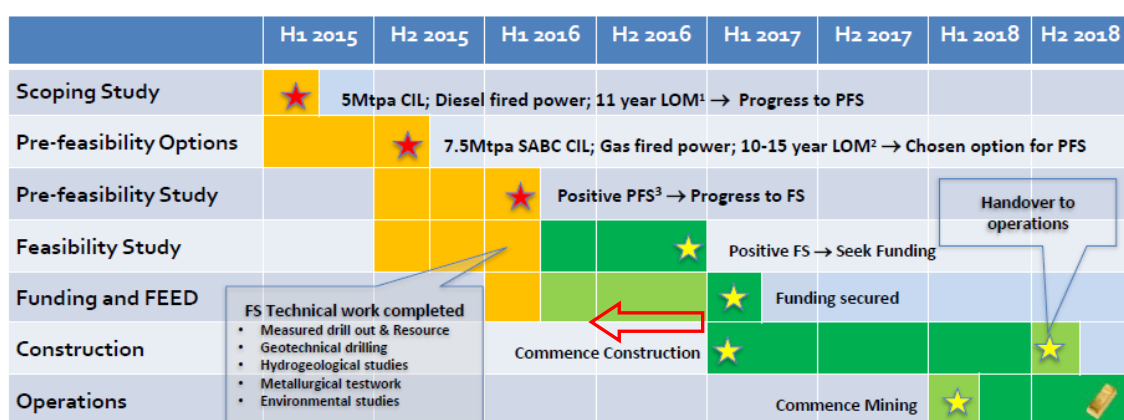 H1 2015 H2 2015 H1 2016 H2 2016 H1 2017 H2 2017 H1 2018 H2 2018
Scoping Study
5Mtpa CIL; Diesel fired power; 11 year LOM¹ → Progress to PFS
Pre-feasibility Options
7.5Mtpa SABC CIL; Gas fired power; 10-15 year LOM² → Chosen option for PFS
Pre-feasibility Study
Positive PFS³ → Progress to FS
Handover to
operations
Feasibility Study
Positive FS → Seek Funding
Funding and FEED
Funding secured
FS Technical work completed
• Measured drill out & Resource
• Geotechnical drilling
• Hydrogeological studies
• Metallurgical testwork
• Environmental studies
Construction
Commence Construction
Operations
Commence Mining